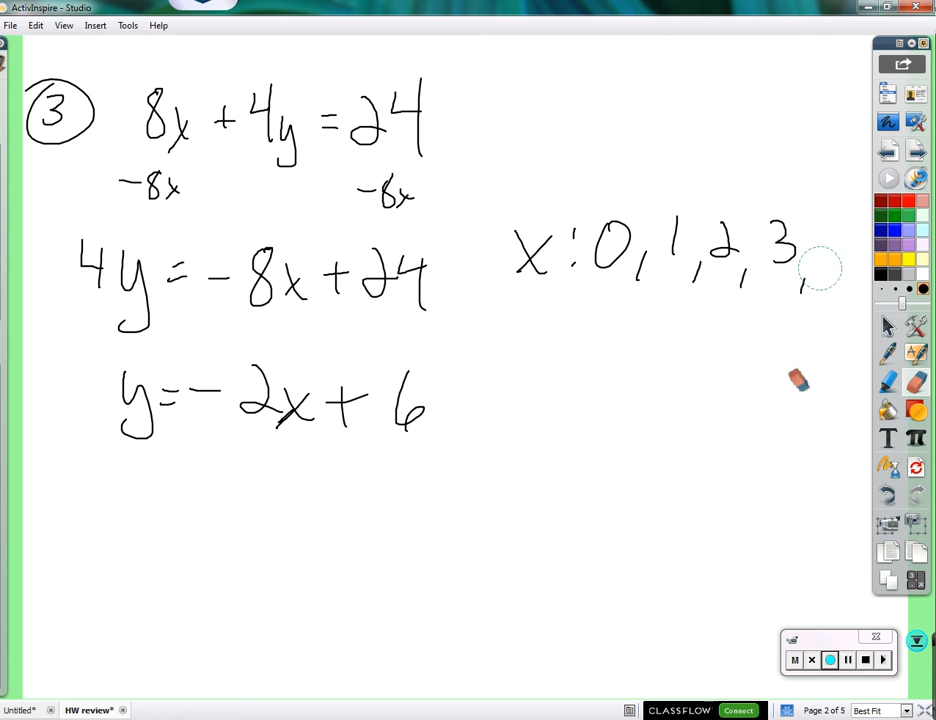 ActivInspire - Studio
File Edit View Insert Tools Help
3 8x + 4y = 24
-8x -8x
4y = -8x + 24
y = -2x + 6
x: 0, 1, 2, 3,
T π
M
Untitled* HW review* CLASSFLOW Connect Page 2 of 5 Best Fit